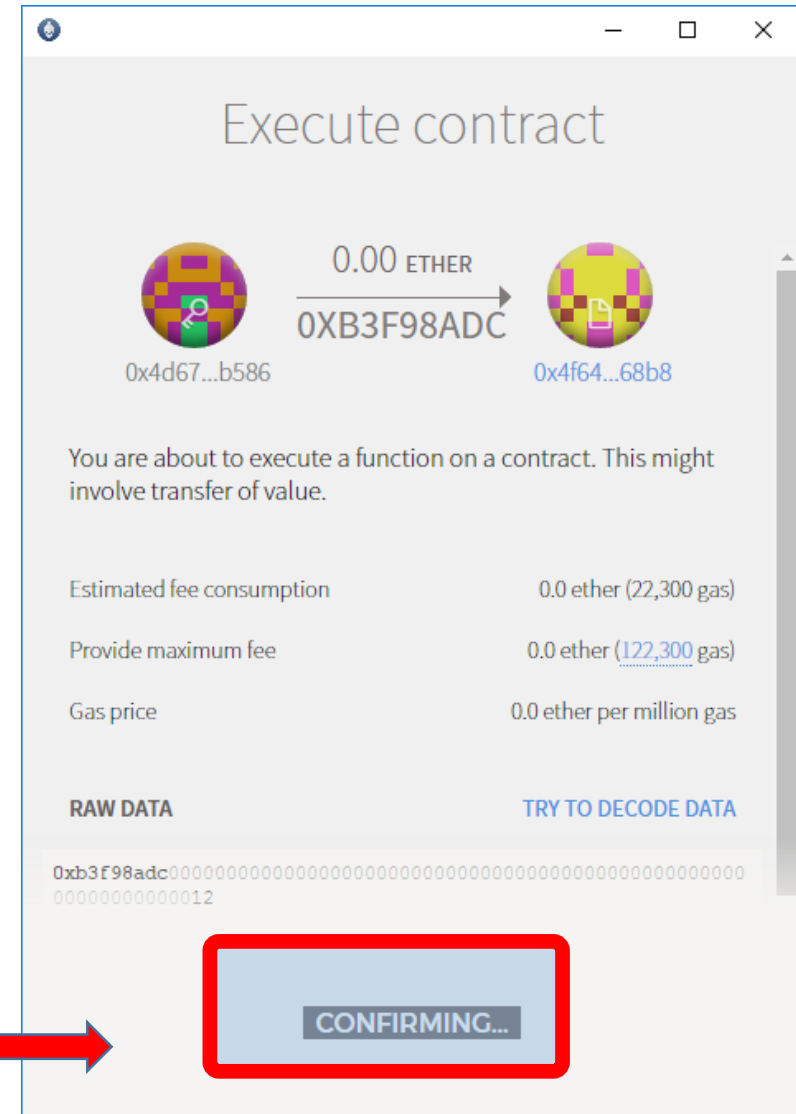 Execute contract
0.00 ETHER
0XB3F98ADC
0x4d67...b586
0x4f64...68b8
You are about to execute a function on a contract. This might
involve transfer of value.
Estimated fee consumption 0.0 ether (22,300 gas)
Provide maximum fee 0.0 ether (122,300 gas)
Gas price 0.0 ether per million gas
RAW DATA TRY TO DECODE DATA
0xb3f98adc000000000000000000000000000000000000000000000000000
00000000000012
CONFIRMING...